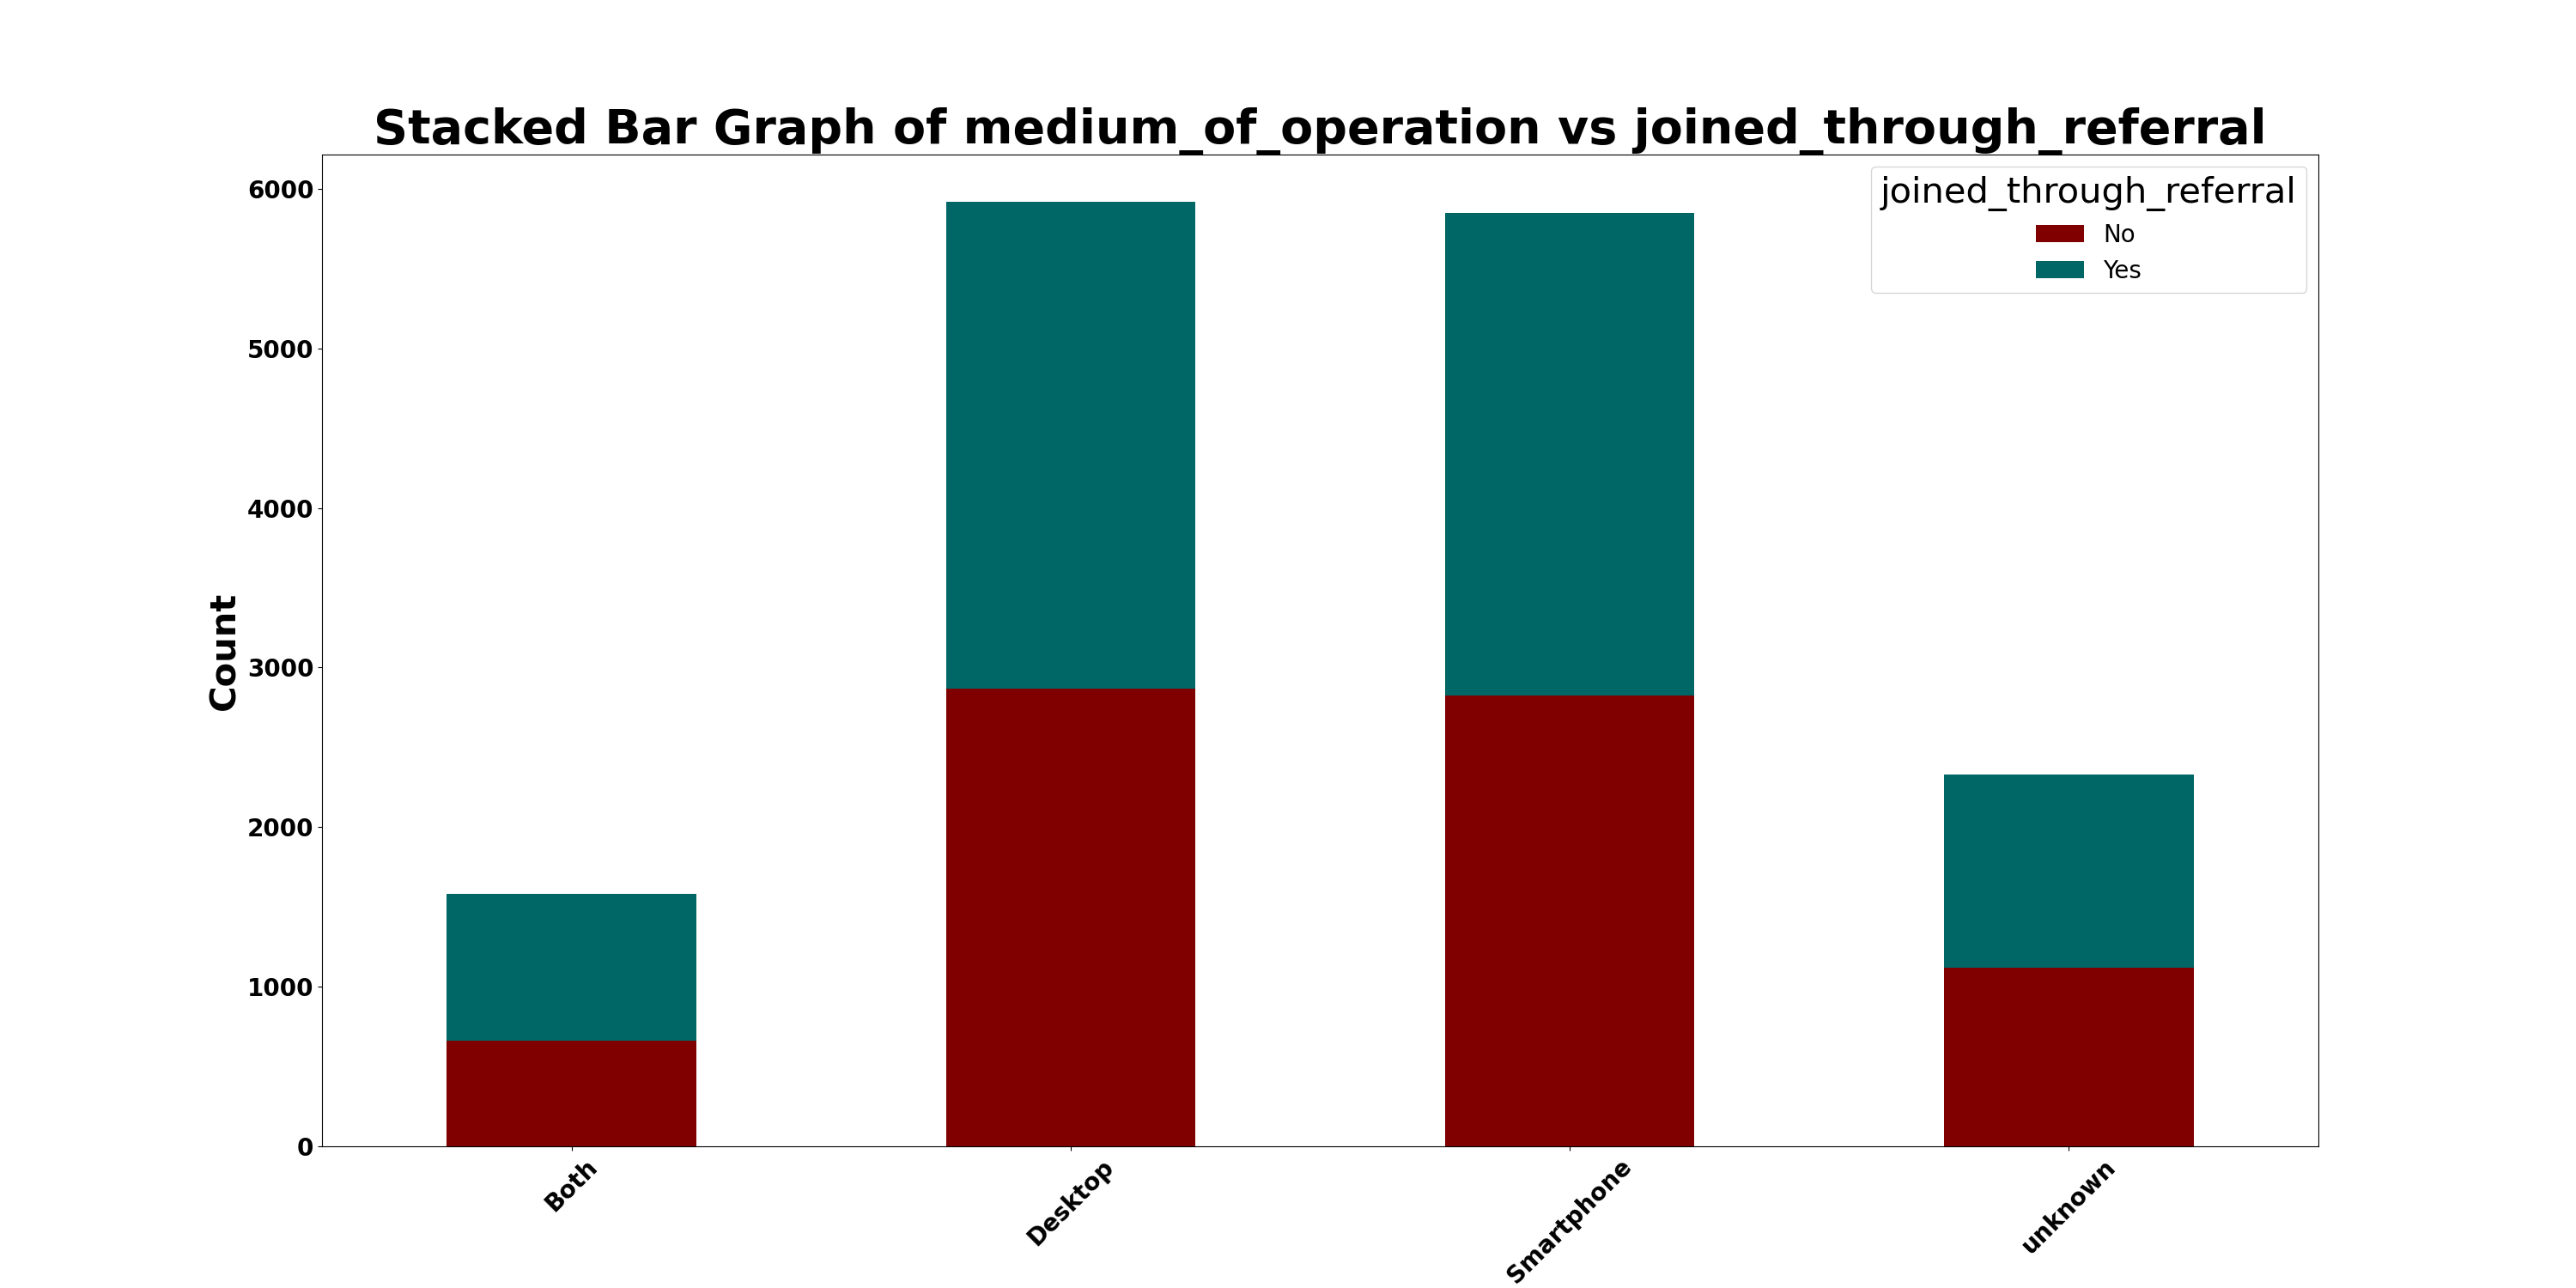 Stacked Bar Graph of medium_of_operation vs joined_through_referral
joined_through_referral
No
Yes
6000
5000
4000
3000
2000
1000
0
Count
Both
Desktop
Smartphone
unknown